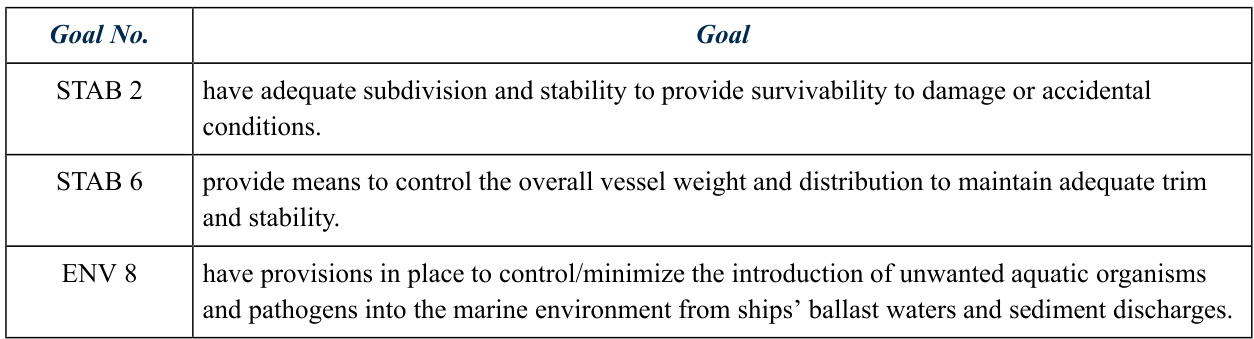 Goal No. Goal
STAB 2 have adequate subdivision and stability to provide survivability to damage or accidental
conditions.
STAB 6 provide means to control the overall vessel weight and distribution to maintain adequate trim
and stability.
ENV 8 have provisions in place to control/minimize the introduction of unwanted aquatic organisms
and pathogens into the marine environment from ships’ ballast waters and sediment discharges.